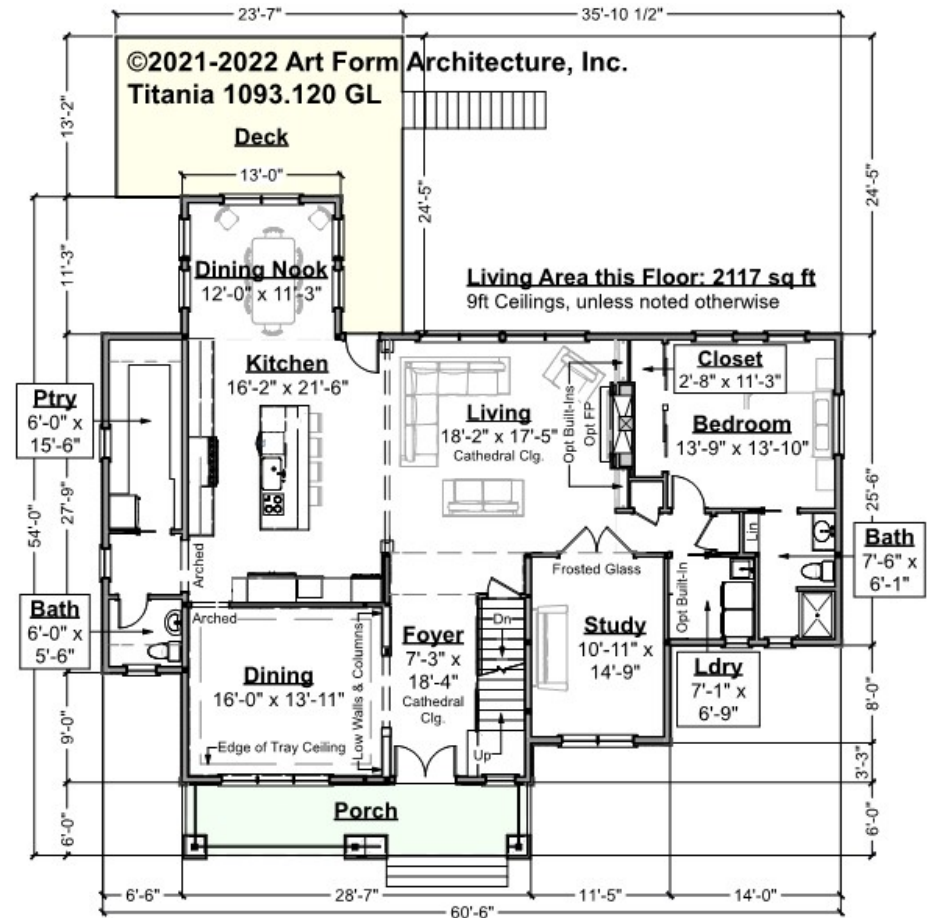 23'-7"
35'-10 1/2"
©2021-2022 Art Form Architecture, Inc.
Titania 1093.120 GL
Deck
13'-2"
13'-0"
24'-5"
24'-5"
11'-3"
Dining Nook
12'-0" x 11'-3"
Living Area this Floor: 2117 sq ft
9ft Ceilings, unless noted otherwise
Kitchen
16'-2" x 21'-6"
Closet
2'-8" x 11'-3"
Ptry
6'-0" x
15'-6"
Living
18'-2" x 17'-5"
Cathedral Clg.
Opt Built-Ins
Opt FP
Bedroom
13'-9" x 13'-10"
54'-0"
27'-9"
25'-6"
Arched
Lin
Bath
7'-6" x
6'-1"
Frosted Glass
Opt Built-In
Bath
6'-0" x
5'-6"
Arched
Dining
16'-0" x 13'-11"
Low Walls & Columns
Edge of Tray Ceiling
Foyer
7'-3" x
18'-4"
Cathedral
Clg.
Dn
Up
Study
10'-11" x
14'-9"
Ldry
7'-1" x
6'-9"
9'-0"
8'-0"
3'-3"
Porch
6'-0"
6'-0"
6'-6"
28'-7"
11'-5"
14'-0"
60'-6"